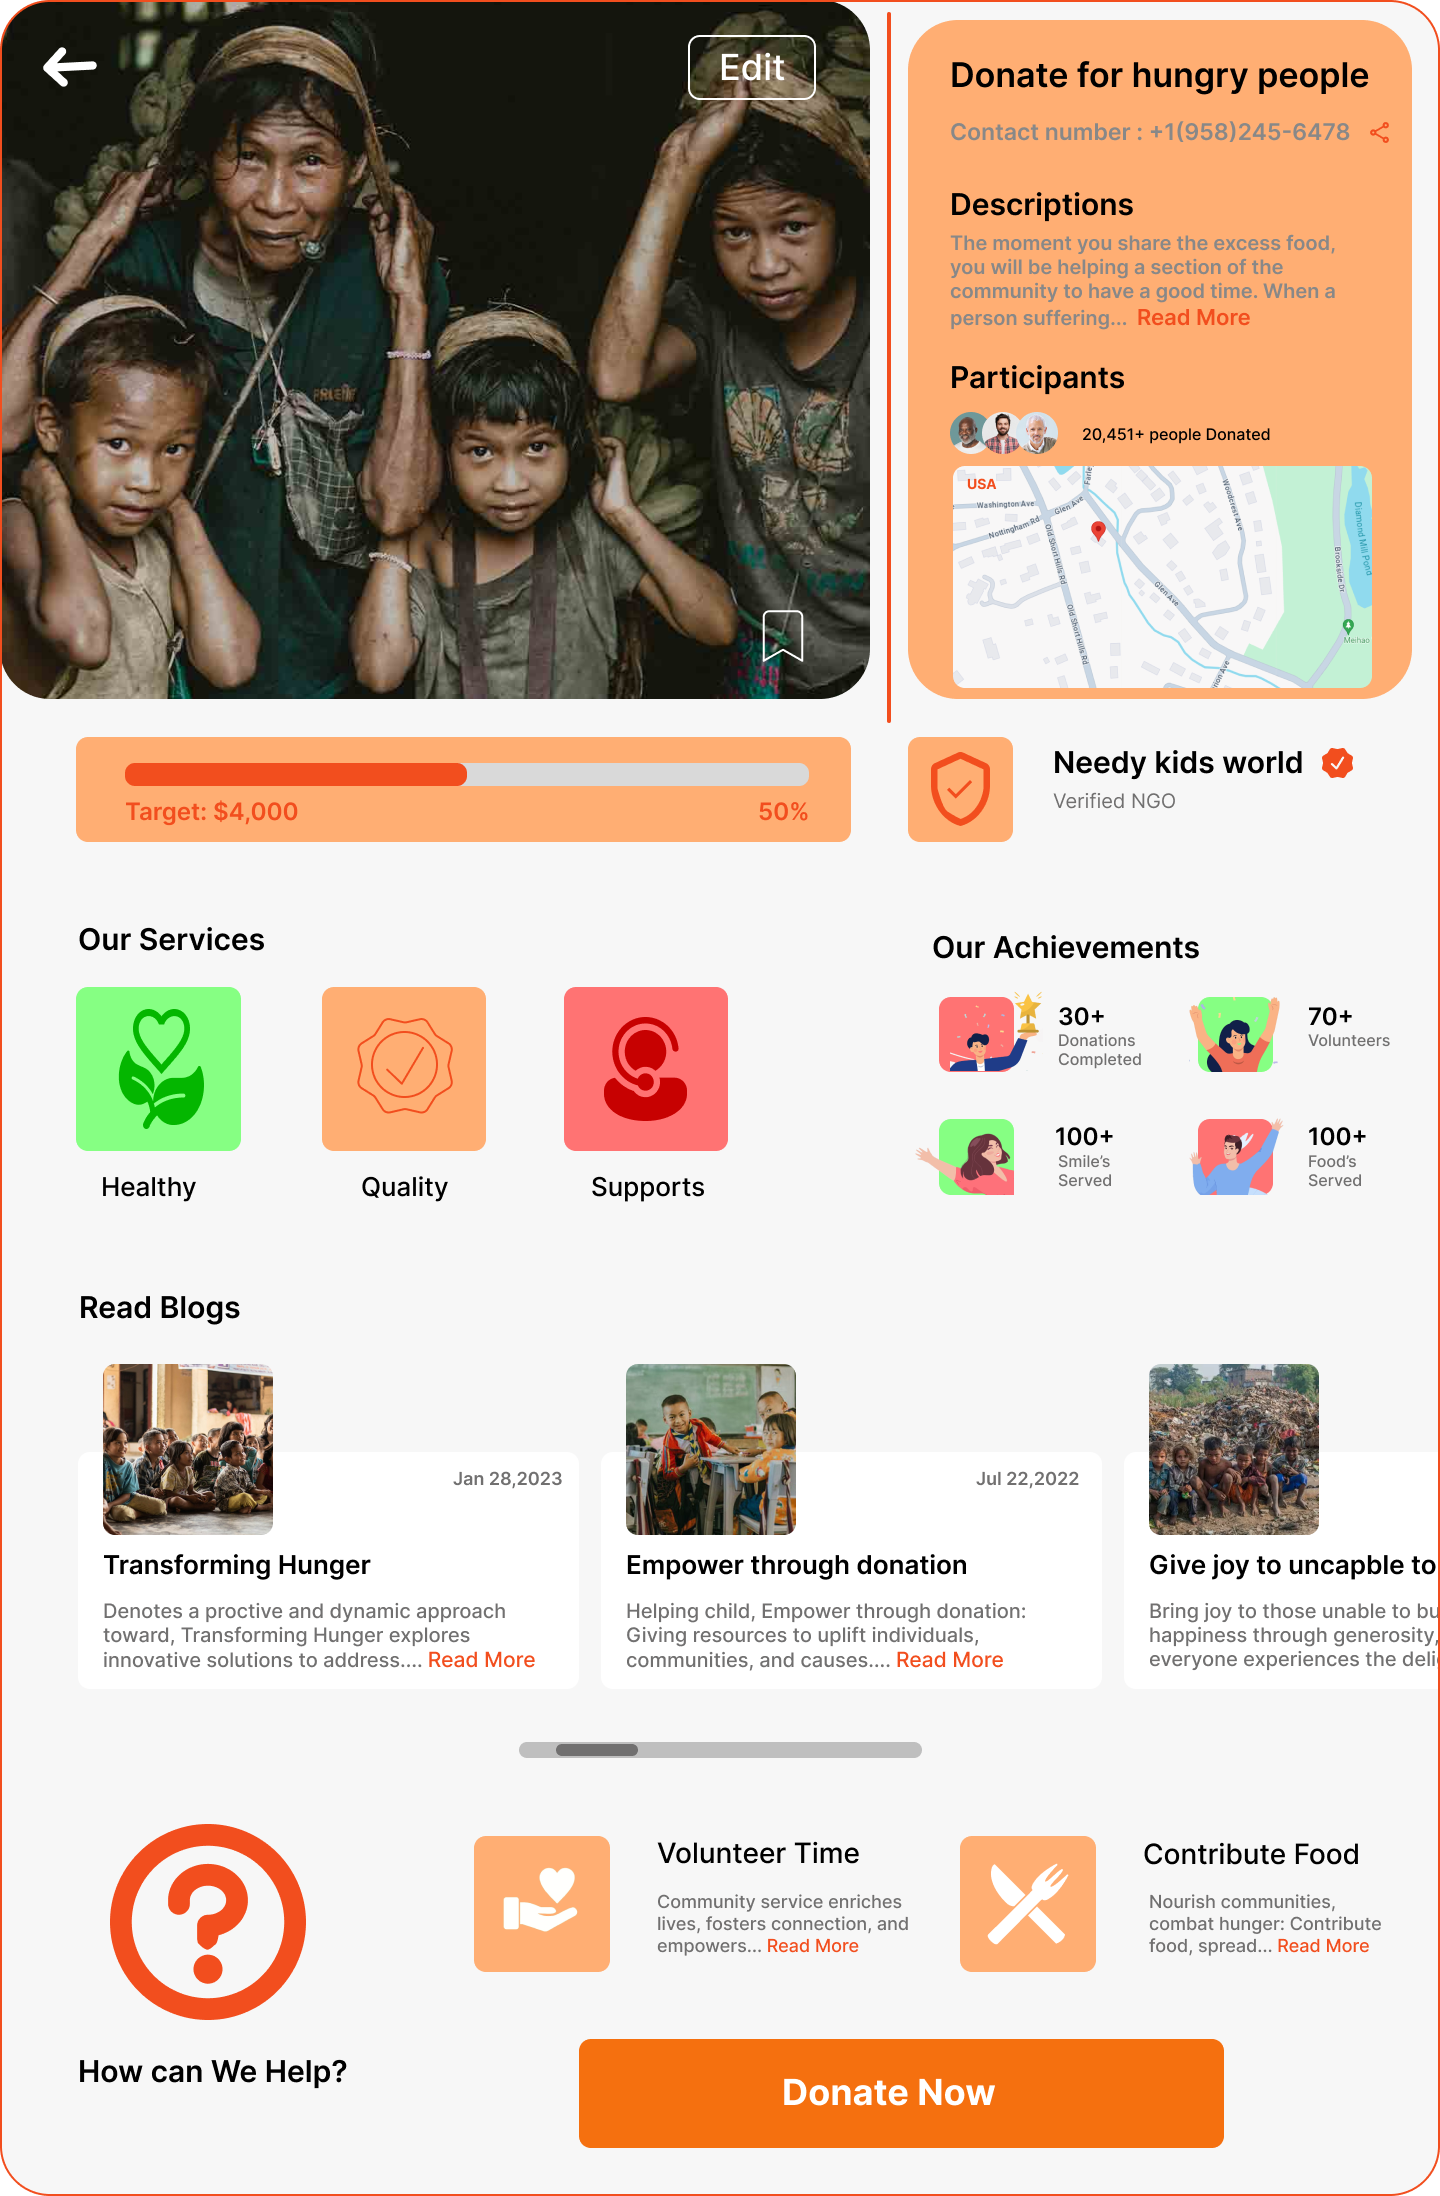 Edit
Donate for hungry people
Contact number : +1(958)245-6478
Descriptions
The moment you share the excess food,
you will be helping a section of the
community to have a good time. When a
person suffering... Read More
Participants
20,451+ people Donated
USA
Washington Ave
Nottingham Rd
Glen Ave
Farle
Woodcrest Ave
Old Short Hills Rd
Old Short Hills Rd
Glen Ave
Brookside Dr
Diamond Mill Pond
Meihao
Target: $4,000
50%
Needy kids world
Verified NGO
Our Services
Healthy
Quality
Supports
Our Achievements
30+
Donations
Completed
70+
Volunteers
100+
Smile's
Served
100+
Food's
Served
Read Blogs
Jan 28,2023
Transforming Hunger
Denotes a proctive and dynamic approach
toward, Transforming Hunger explores
innovative solutions to address.... Read More
Jul 22,2022
Empower through donation
Helping child, Empower through donation:
Giving resources to uplift individuals,
communities, and causes.... Read More
Give joy to uncapble to
Bring joy to those unable to bu
happiness through generosity,
everyone experiences the deli
How can We Help?
Volunteer Time
Community service enriches
lives, fosters connection, and
empowers... Read More
Contribute Food
Nourish communities,
combat hunger: Contribute
food, spread... Read More
Donate Now